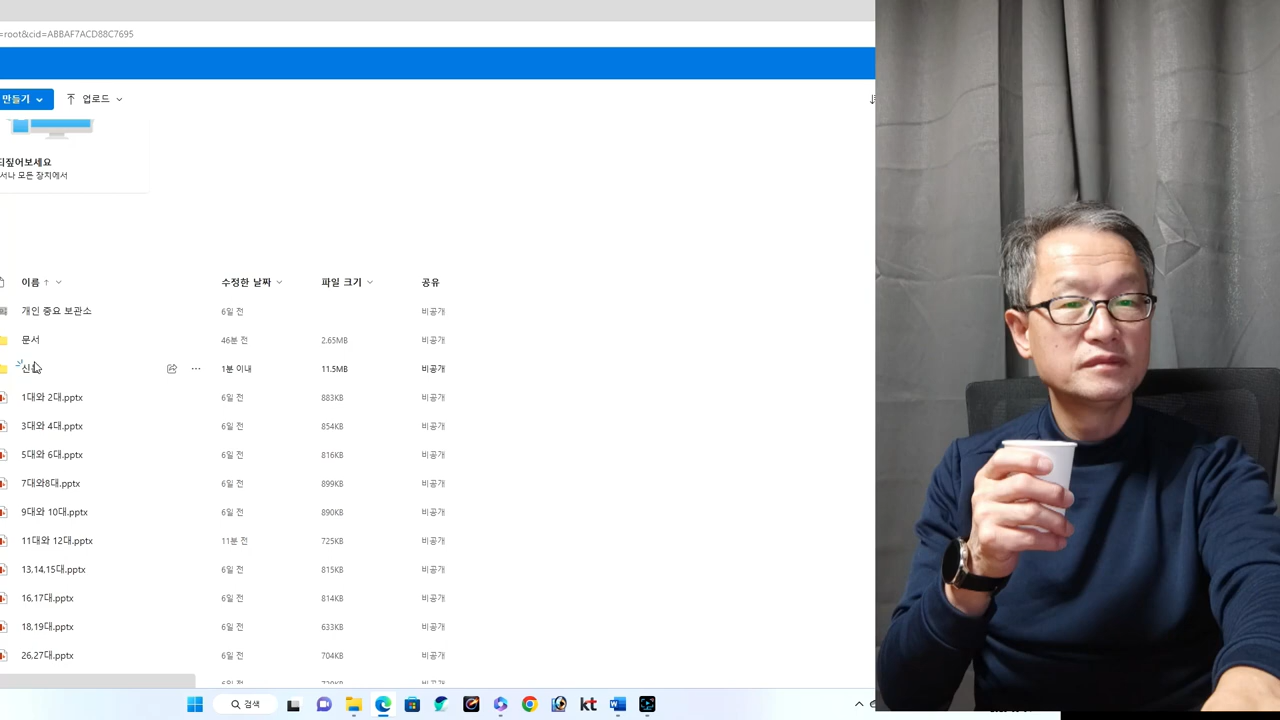 =root&cid=ABBAF7ACD88C7695
만들기 업로드
서나 모든 장치에서
이름 수정한 날짜 파일 크기 공유
개인 중요 보관소 6일 전 비공개
문서 46분 전 2.65MB 비공개
1분 이내 11.5MB 비공개
1대와 2대.pptx 6일 전 883KB 비공개
3대와 4대.pptx 6일 전 854KB 비공개
5대와 6대.pptx 6일 전 816KB 비공개
7대와8대.pptx 6일 전 899KB 비공개
9대와 10대.pptx 6일 전 890KB 비공개
11대와 12대.pptx 11분 전 725KB 비공개
13,14,15대.pptx 6일 전 815KB 비공개
16,17대.pptx 6일 전 814KB 비공개
18,19대.pptx 6일 전 633KB 비공개
26,27대.pptx 6일 전 704KB 비공개
검색 kt